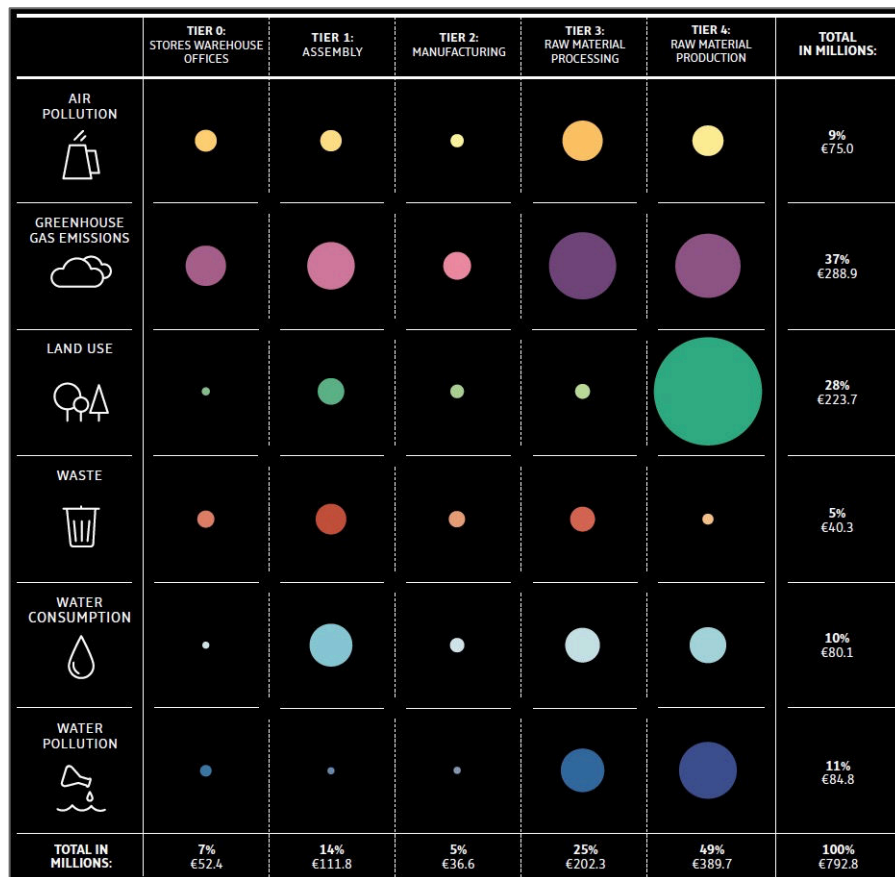 TIER 0:
STORES WAREHOUSE
OFFICES
TIER 1:
ASSEMBLY
TIER 2:
MANUFACTURING
TIER 3:
RAW MATERIAL
PROCESSING
TIER 4:
RAW MATERIAL
PRODUCTION
TOTAL
IN MILLIONS:
AIR
POLLUTION
9%
€75.0
GREENHOUSE
GAS EMISSIONS
37%
€288.9
LAND USE
28%
€223.7
WASTE
5%
€40.3
WATER
CONSUMPTION
10%
€80.1
WATER
POLLUTION
11%
€84.8
TOTAL IN
MILLIONS:
7%
€52.4
14%
€111.8
5%
€36.6
25%
€202.3
49%
€389.7
100%
€792.8